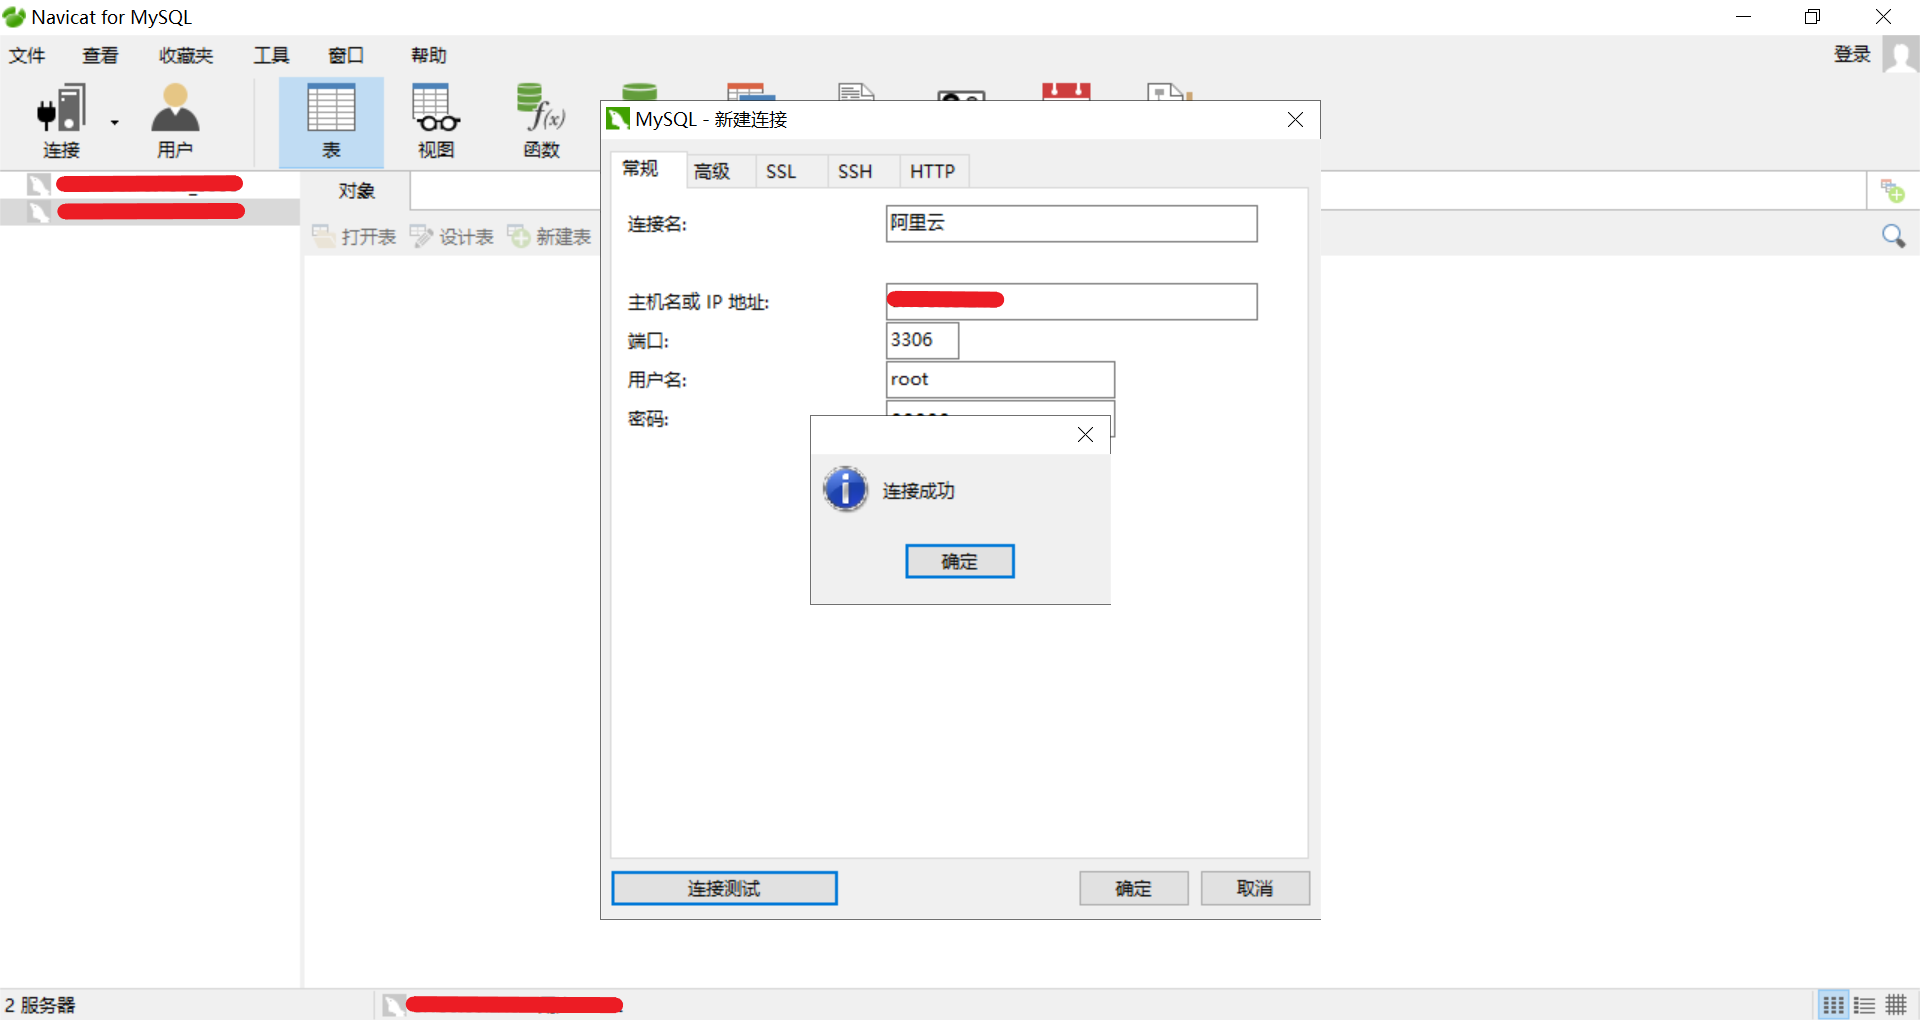 Navicat for MySQL
文件 查看 收藏夹 工具 窗口 帮助 登录
连接 用户 表 视图 函数
MySQL - 新建连接
对象
打开表 设计表 新建表
常规 高级 SSL SSH HTTP
连接名: 阿里云
主机名或 IP 地址:
端口: 3306
用户名: root
密码:
连接成功
确定
连接测试 确定 取消
2 服务器